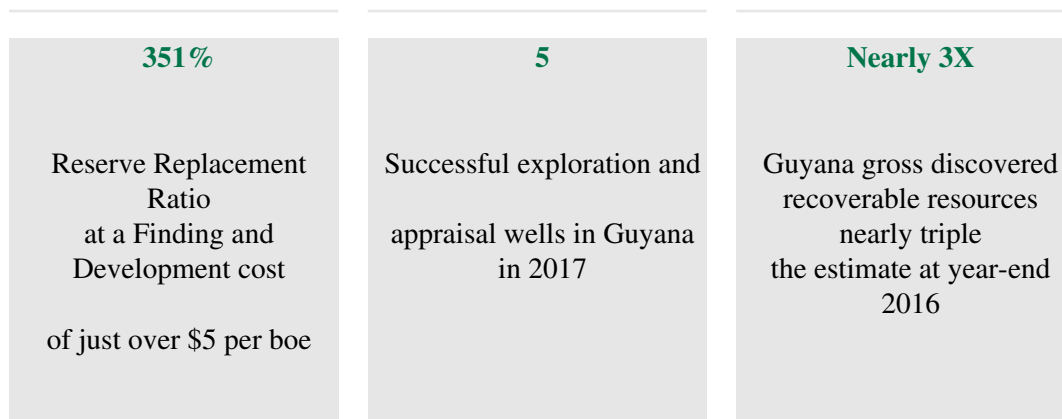 351%
Reserve Replacement
Ratio
at a Finding and
Development cost
of just over $5 per boe
5
Successful exploration and
appraisal wells in Guyana
in 2017
Nearly 3X
Guyana gross discovered
recoverable resources
nearly triple
the estimate at year-end
2016